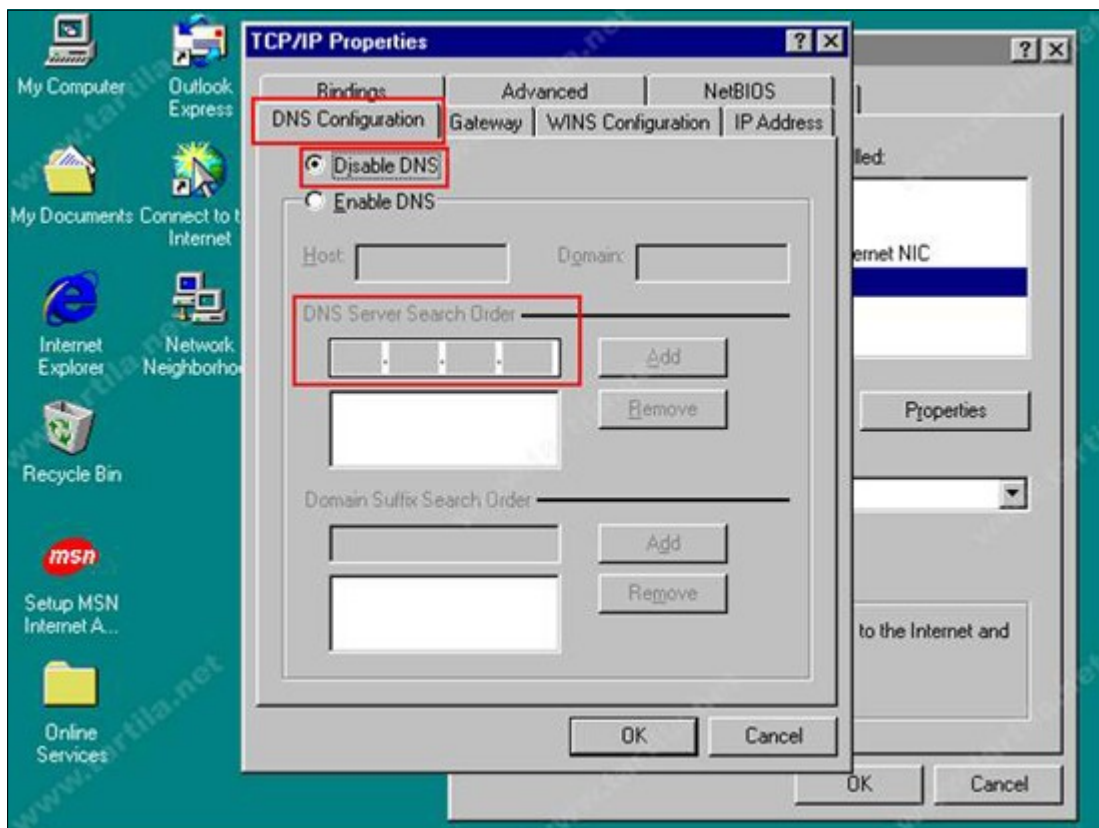 My Computer
Outlook
Express
My Documents
Connect to t
Internet
Internet
Explorer
Network
Neighborho
Recycle Bin
msn
Setup MSN
Internet A...
Online
Services
TCP/IP Properties
Bindings
Advanced
NetBIOS
DNS Configuration
Gateway
WINS Configuration
IP Address
Disable DNS
Enable DNS
Host:
Domain:
DNS Server Search Order
Add
Remove
Domain Suffix Search Order
Add
Remove
OK
Cancel
lled:
ernet NIC
Properties
to the Internet and
OK
Cancel
www.tartila.net